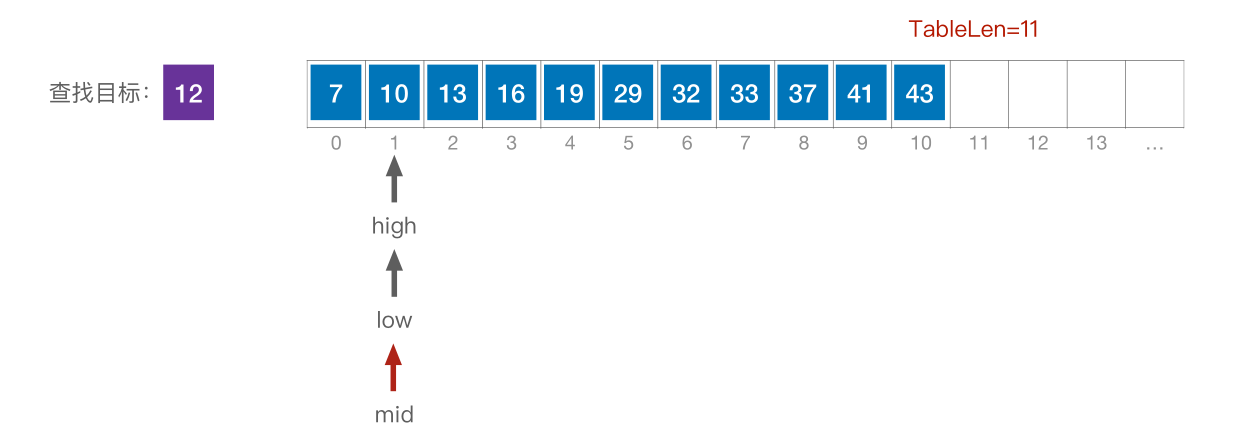 TableLen=11
查找目标： 12 7 10 13 16 19 29 32 33 37 41 43
0 1 2 3 4 5 6 7 8 9 10 11 12 13 ...
high
low
mid